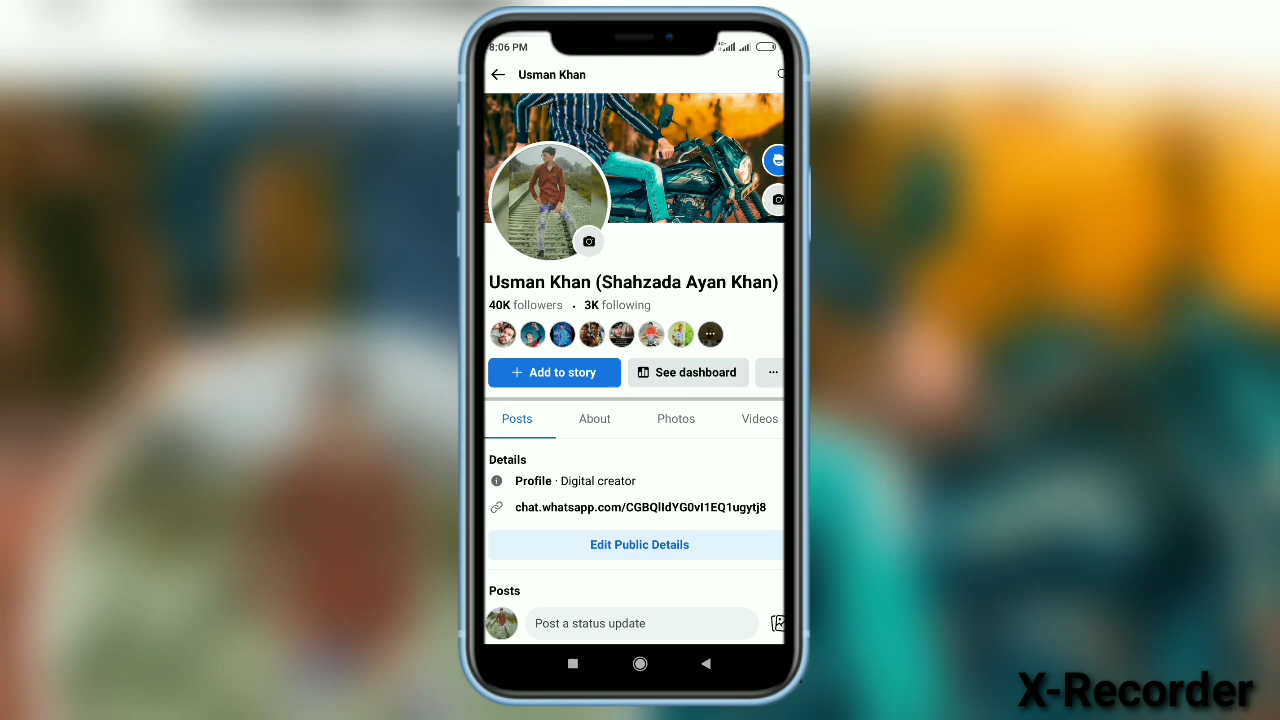 8:06 PM
4G+
Usman Khan
Usman Khan (Shahzada Ayan Khan)
40K followers · 3K following
+ Add to story
See dashboard
Posts
About
Photos
Videos
Details
Profile · Digital creator
chat.whatsapp.com/CGBQlIdYG0vI1EQ1ugytj8
Edit Public Details
Posts
Post a status update
X-Recorder